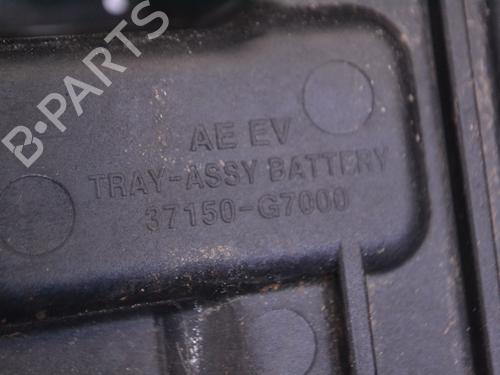 B-PARTS
AE EV
TRAY-ASSY BATTERY
37150-G7000